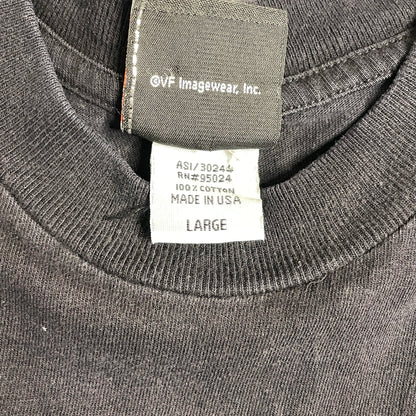 ©VF Imagewear, Inc.
ASI/30244
RN#95024
100% COTTON
MADE IN USA
LARGE